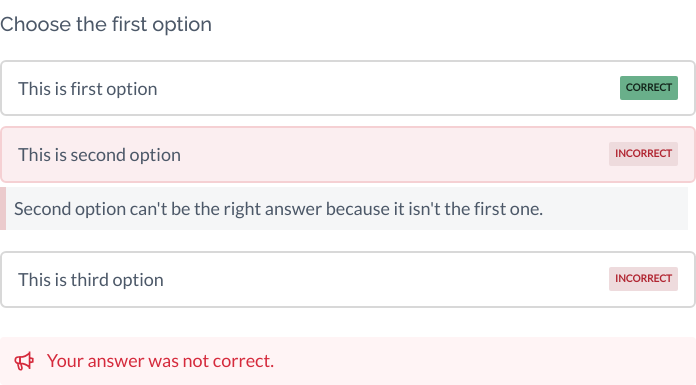 Choose the first option
This is first option CORRECT
This is second option INCORRECT
Second option can't be the right answer because it isn't the first one.
This is third option INCORRECT
Your answer was not correct.